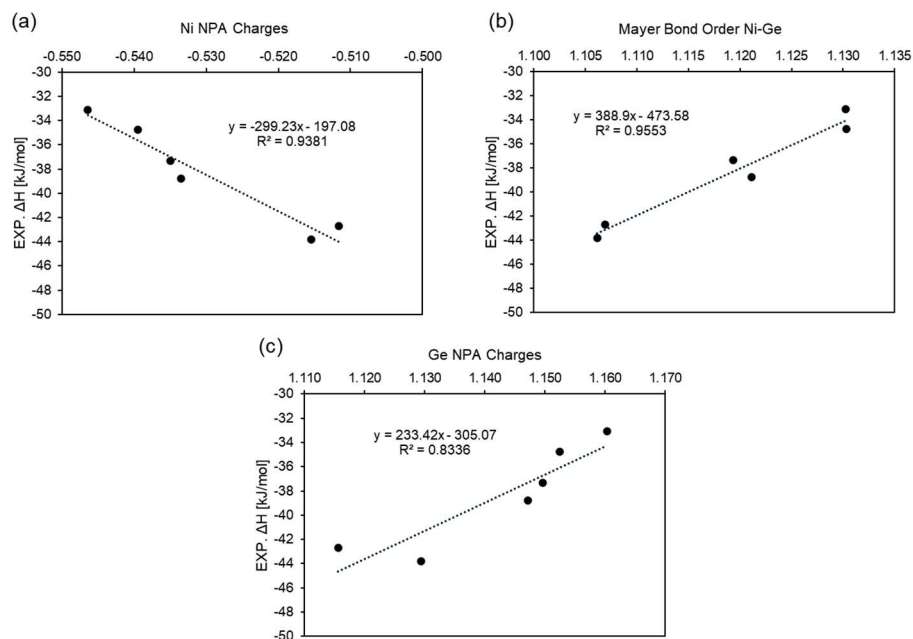 (a)
Ni NPA Charges
-0.550 -0.540 -0.530 -0.520 -0.510 -0.500
-30
-32
-34
-36
-38
-40
-42
-44
-46
-48
-50
EXP. ΔH [kJ/mol]
y = -299.23x - 197.08
R² = 0.9381
(b)
Mayer Bond Order Ni-Ge
1.100 1.105 1.110 1.115 1.120 1.125 1.130 1.135
-30
-32
-34
-36
-38
-40
-42
-44
-46
-48
-50
EXP. ΔH [kJ/mol]
y = 388.9x - 473.58
R² = 0.9553
(c)
Ge NPA Charges
1.110 1.120 1.130 1.140 1.150 1.160 1.170
-30
-32
-34
-36
-38
-40
-42
-44
-46
-48
-50
EXP. ΔH [kJ/mol]
y = 233.42x - 305.07
R² = 0.8336